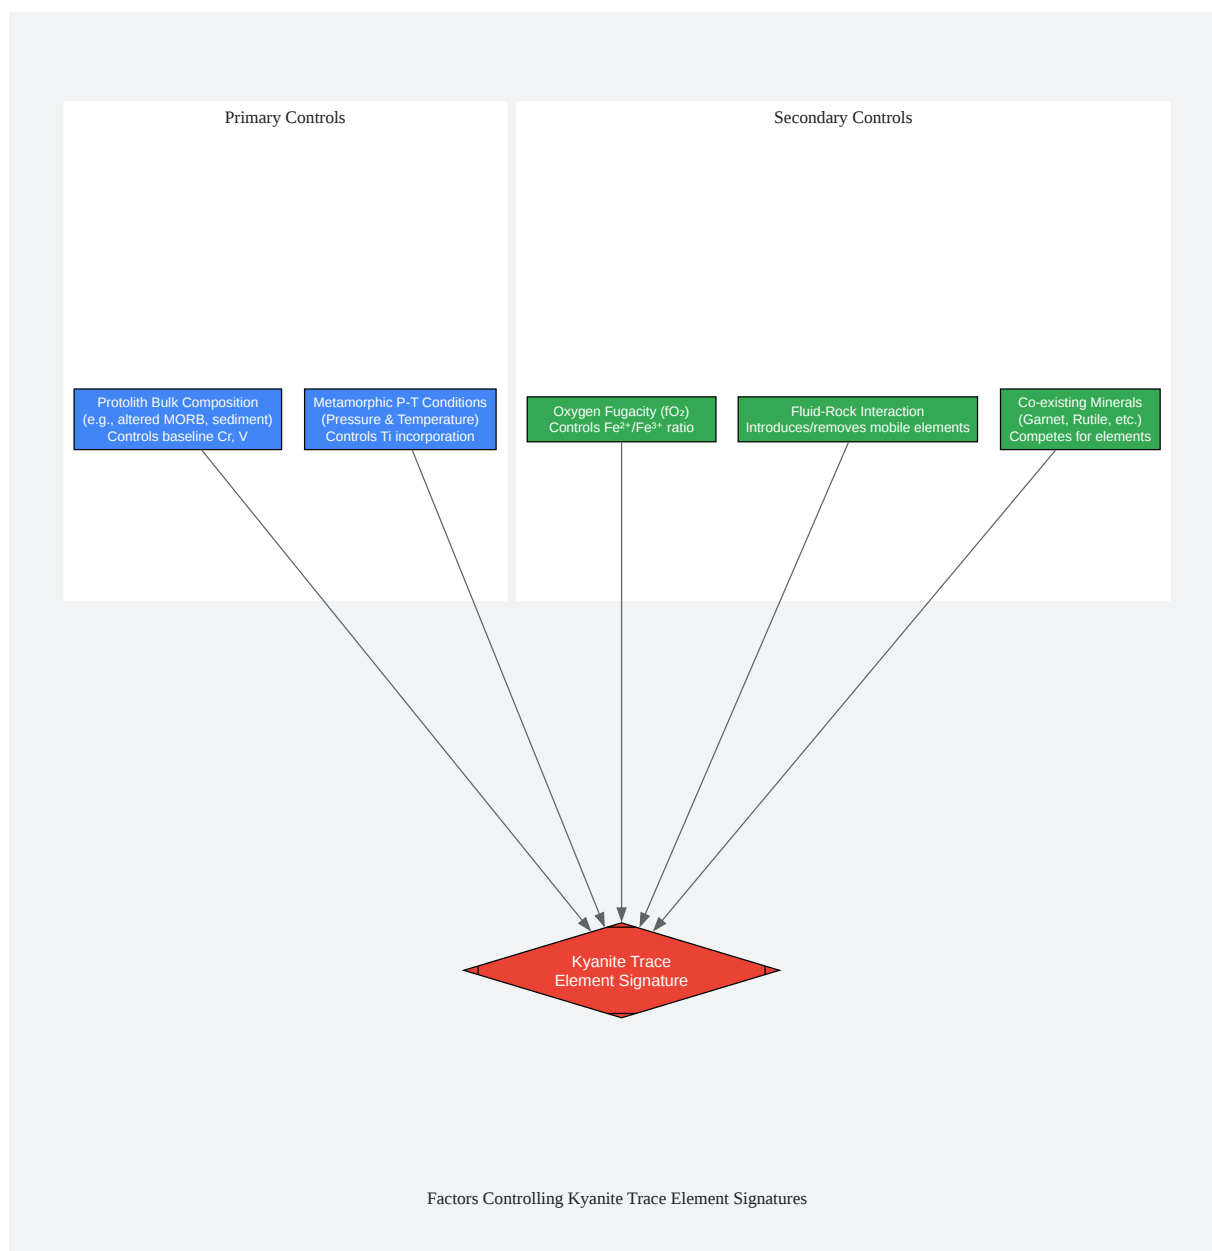 Primary Controls
Secondary Controls
Protolith Bulk Composition
(e.g., altered MORB, sediment)
Controls baseline Cr, V
Metamorphic P-T Conditions
(Pressure & Temperature)
Controls Ti incorporation
Oxygen Fugacity (fO₂)
Controls Fe²⁺/Fe³⁺ ratio
Fluid-Rock Interaction
Introduces/removes mobile elements
Co-existing Minerals
(Garnet, Rutile, etc.)
Competes for elements
Kyanite Trace
Element Signature
Factors Controlling Kyanite Trace Element Signatures